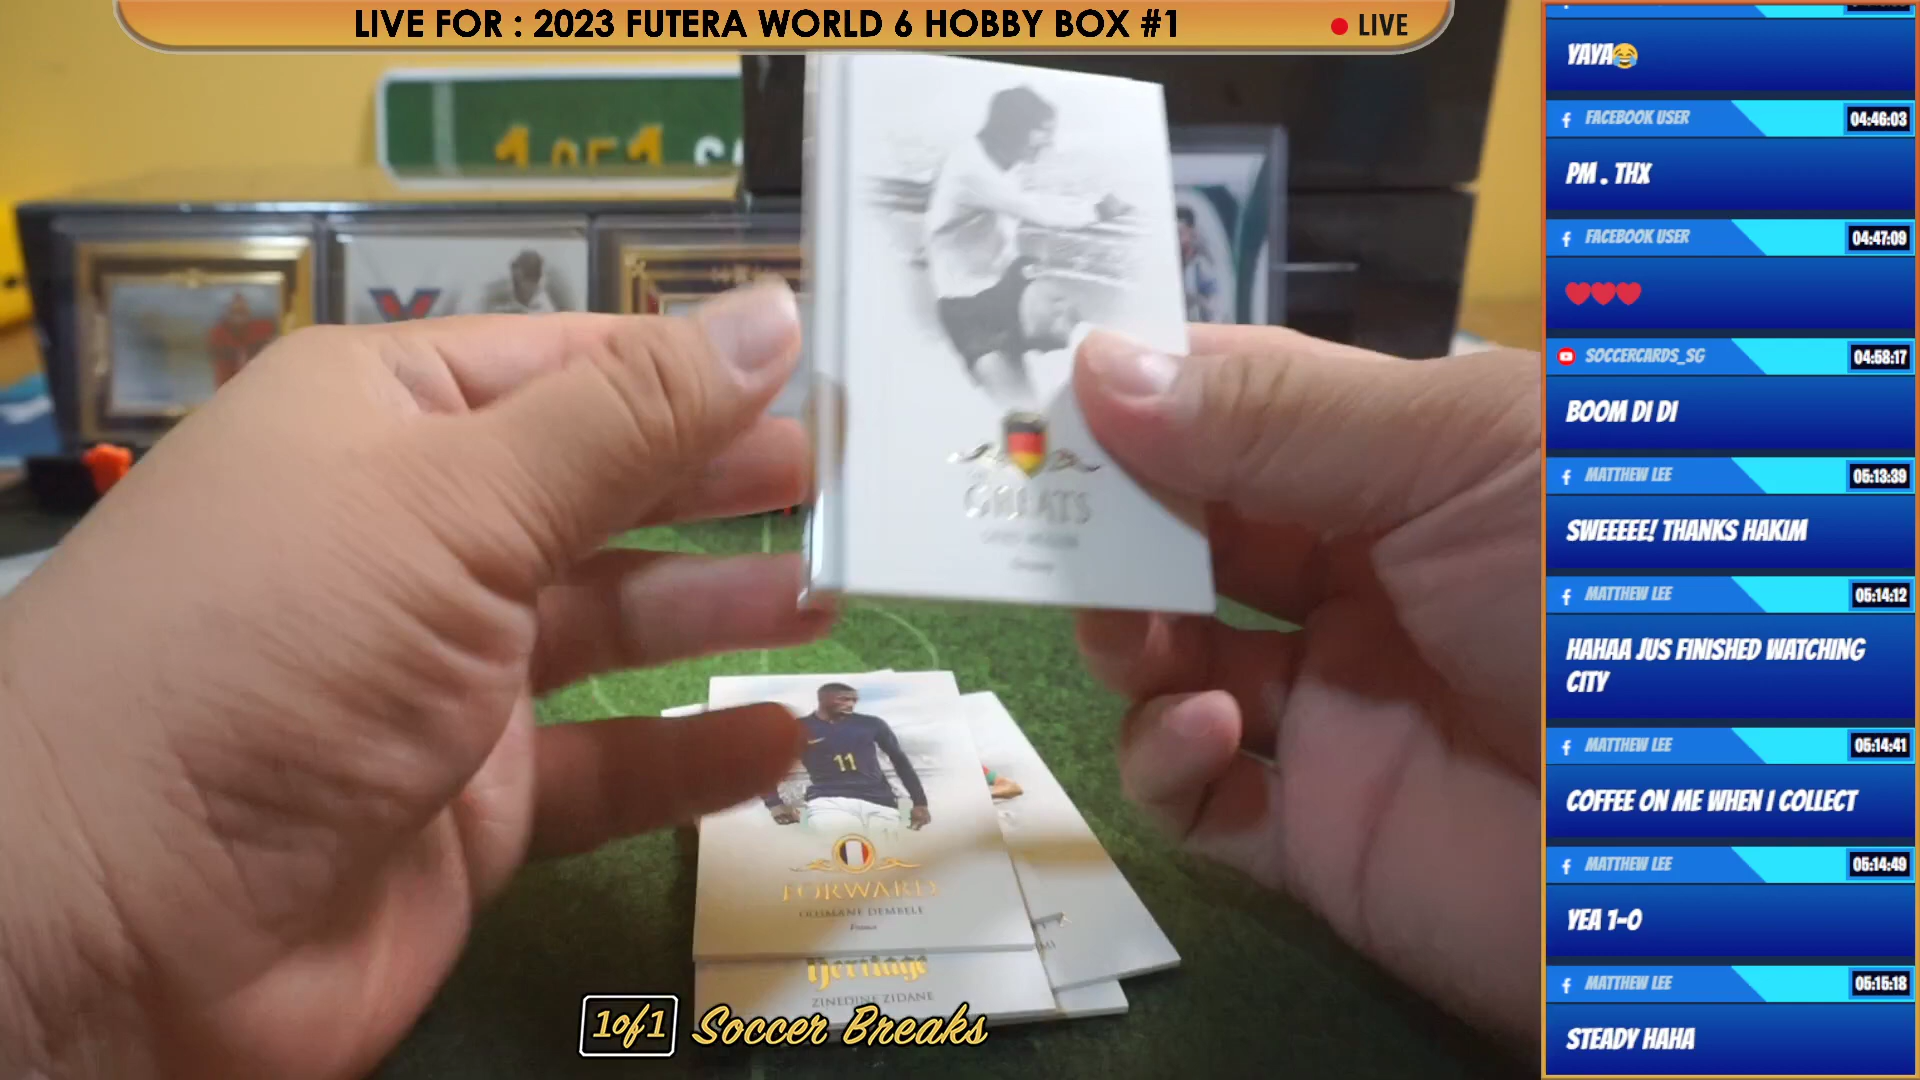 LIVE FOR : 2023 FUTERA WORLD 6 HOBBY BOX #1
LIVE
1 OF 1
GREATS
11
FORWARD
OUSMANE DEMBELE
France
Heritage
ZINEDINE ZIDANE
1of1 Soccer Breaks
YAYA😂
FACEBOOK USER 04:46:03
PM . THX
FACEBOOK USER 04:47:09
❤❤❤
SOCCERCARDS_SG 04:58:17
BOOM DI DI
MATTHEW LEE 05:13:39
SWEEEEE! THANKS HAKIM
MATTHEW LEE 05:14:12
HAHAA JUS FINISHED WATCHING
CITY
MATTHEW LEE 05:14:41
COFFEE ON ME WHEN I COLLECT
MATTHEW LEE 05:14:49
YEA 1-0
MATTHEW LEE 05:15:18
STEADY HAHA